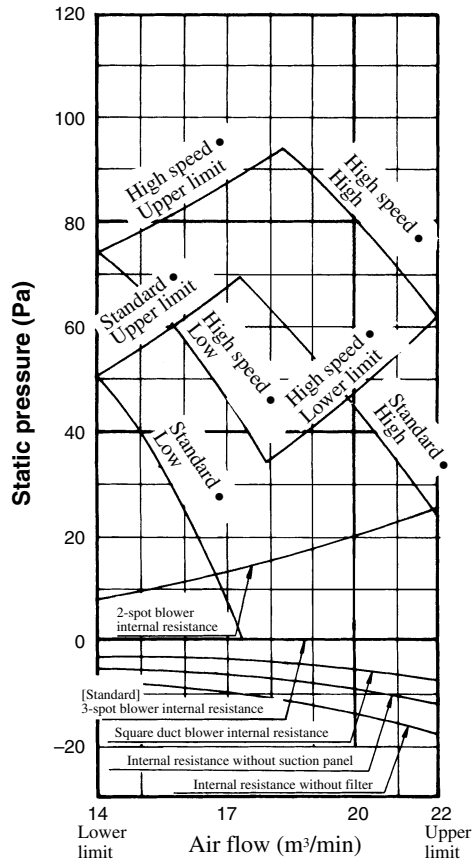 120
100
80
60
40
20
0
−20
Static pressure (Pa)
High speed
Upper limit
High speed
High
Standard
Upper limit
High speed
Low
High speed
Lower limit
Standard
High
Standard
Low
2-spot blower
internal resistance
[Standard]
3-spot blower internal resistance
Square duct blower internal resistance
Internal resistance without suction panel
Internal resistance without filter
14 17 20 22
Lower
limit
Air flow (m³/min)
Upper
limit